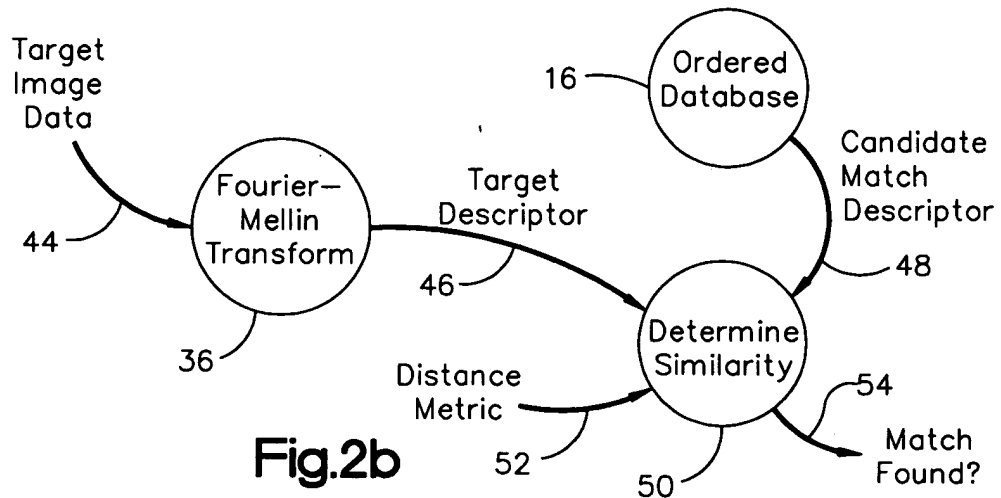 Target
Image
Data
44
Fourier–
Mellin
Transform
36
Target
Descriptor
46
16
Ordered
Database
Candidate
Match
Descriptor
48
Determine
Similarity
50
Distance
Metric
52
54
Match
Found?
Fig.2b